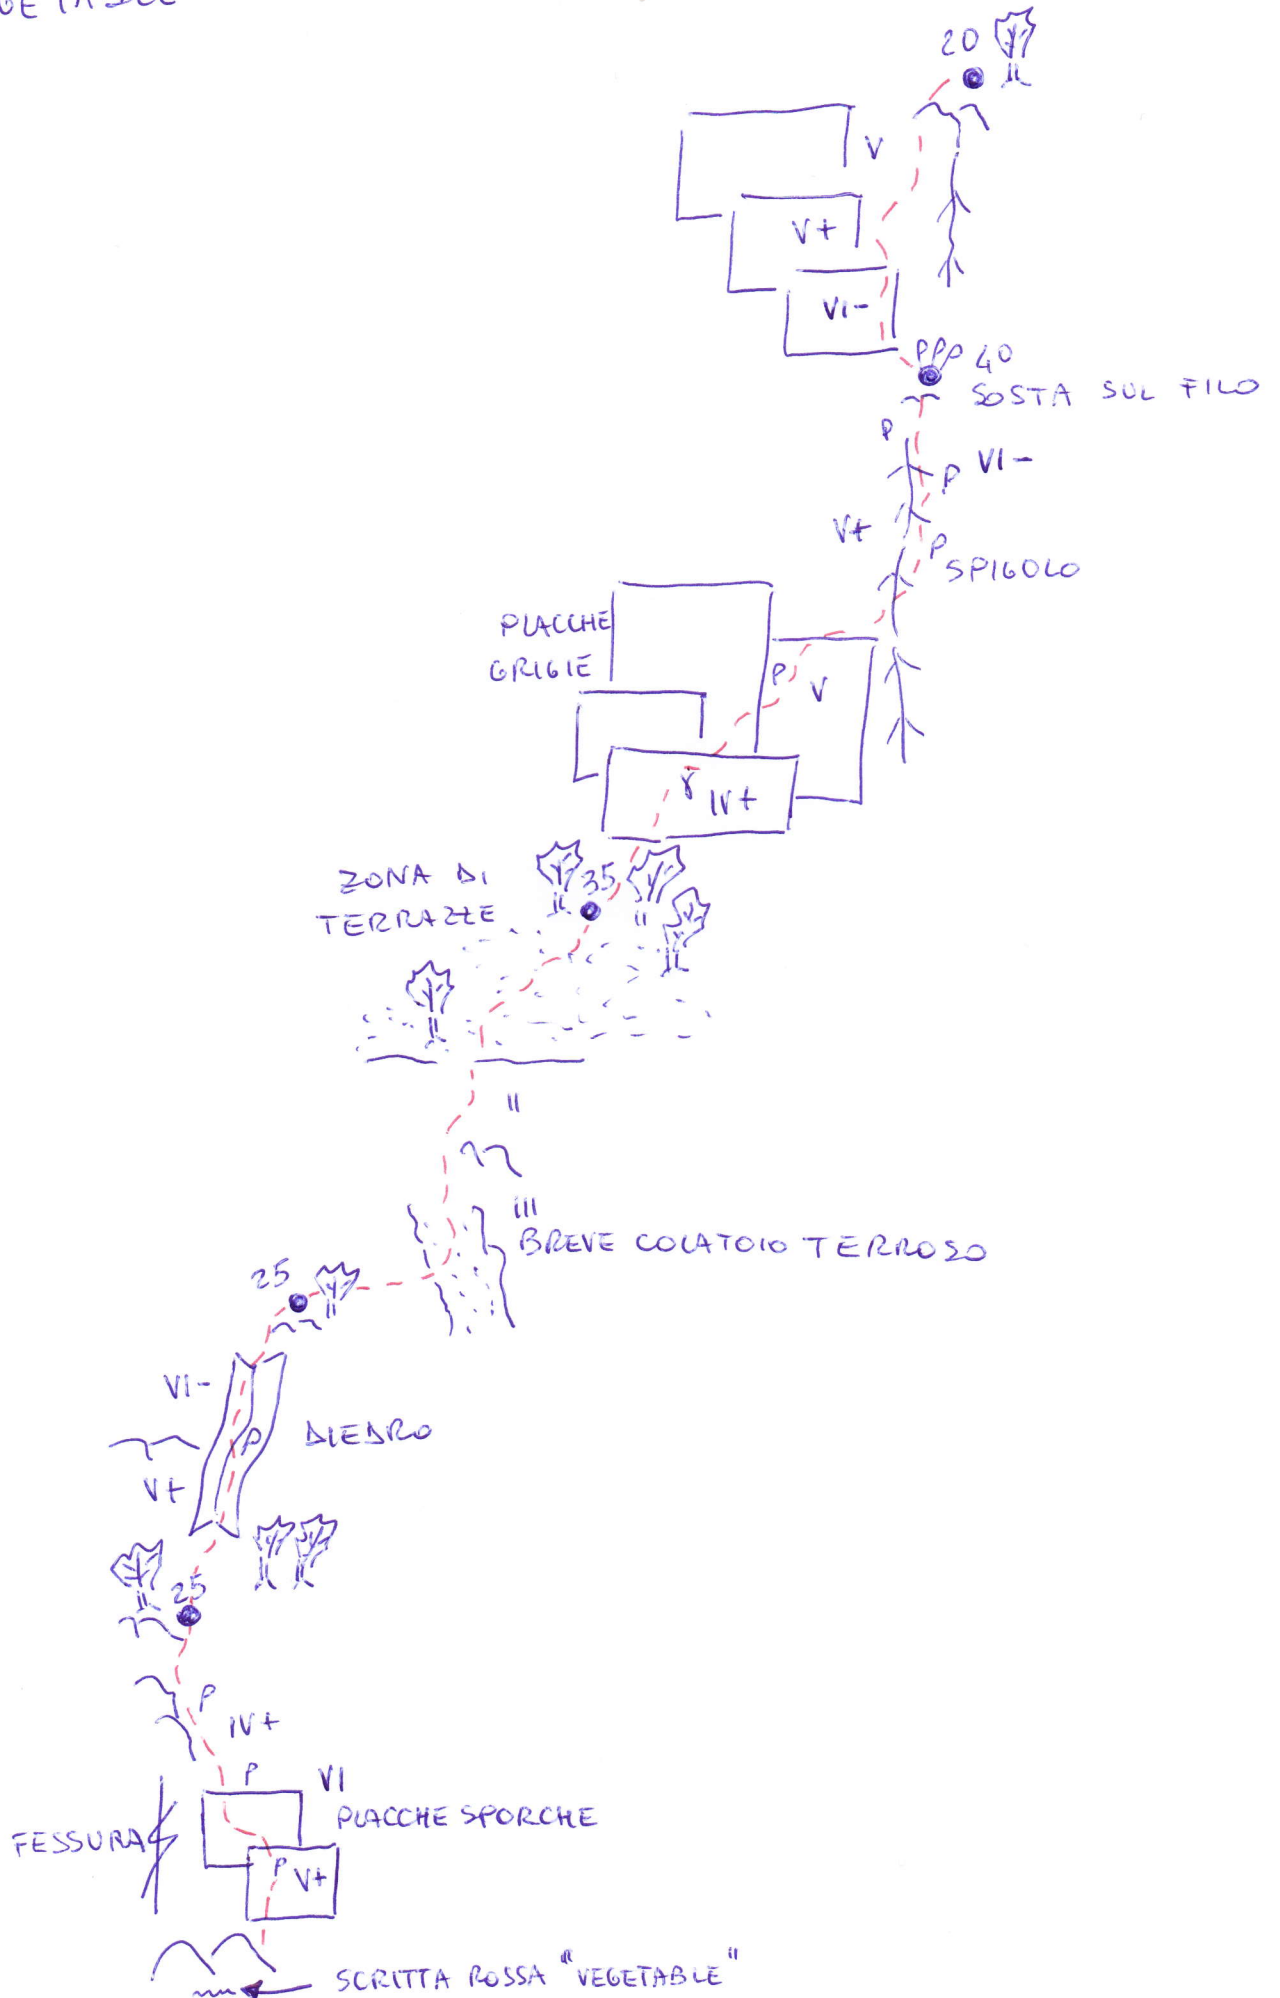 20
V
V+
VI-
PPP 40
SOSTA SUL FILO
P
VI-
P
V+
P
SPIGOLO
PLACCHE
GRIGIE
P
V
IV+
ZONA DI
TERRAZZE
35
II
III
BREVE COLATOIO TERROSO
25
VI-
P
DIEDRO
V+
25
P
IV+
P
VI
PLACCHE SPORCHE
FESSURA
P V+
SCRITTA ROSSA "VEGETABLE"